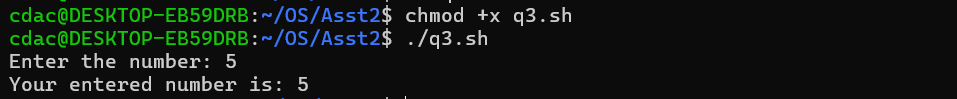 cdac@DESKTOP-EB59DRB:~/OS/Asst2$ chmod +x q3.sh
cdac@DESKTOP-EB59DRB:~/OS/Asst2$ ./q3.sh
Enter the number: 5
Your entered number is: 5